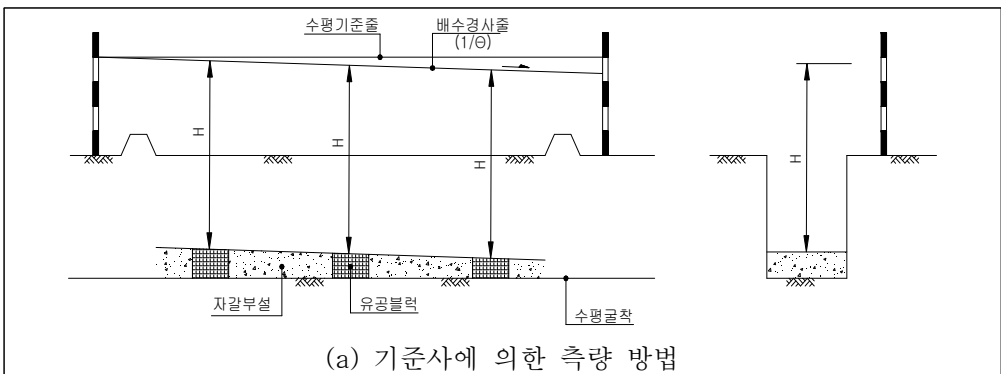 수평기준줄
배수경사줄
(1/Θ)
H
H
H
H
자갈부설
유공블럭
수평굴착
(a) 기준사에 의한 측량 방법